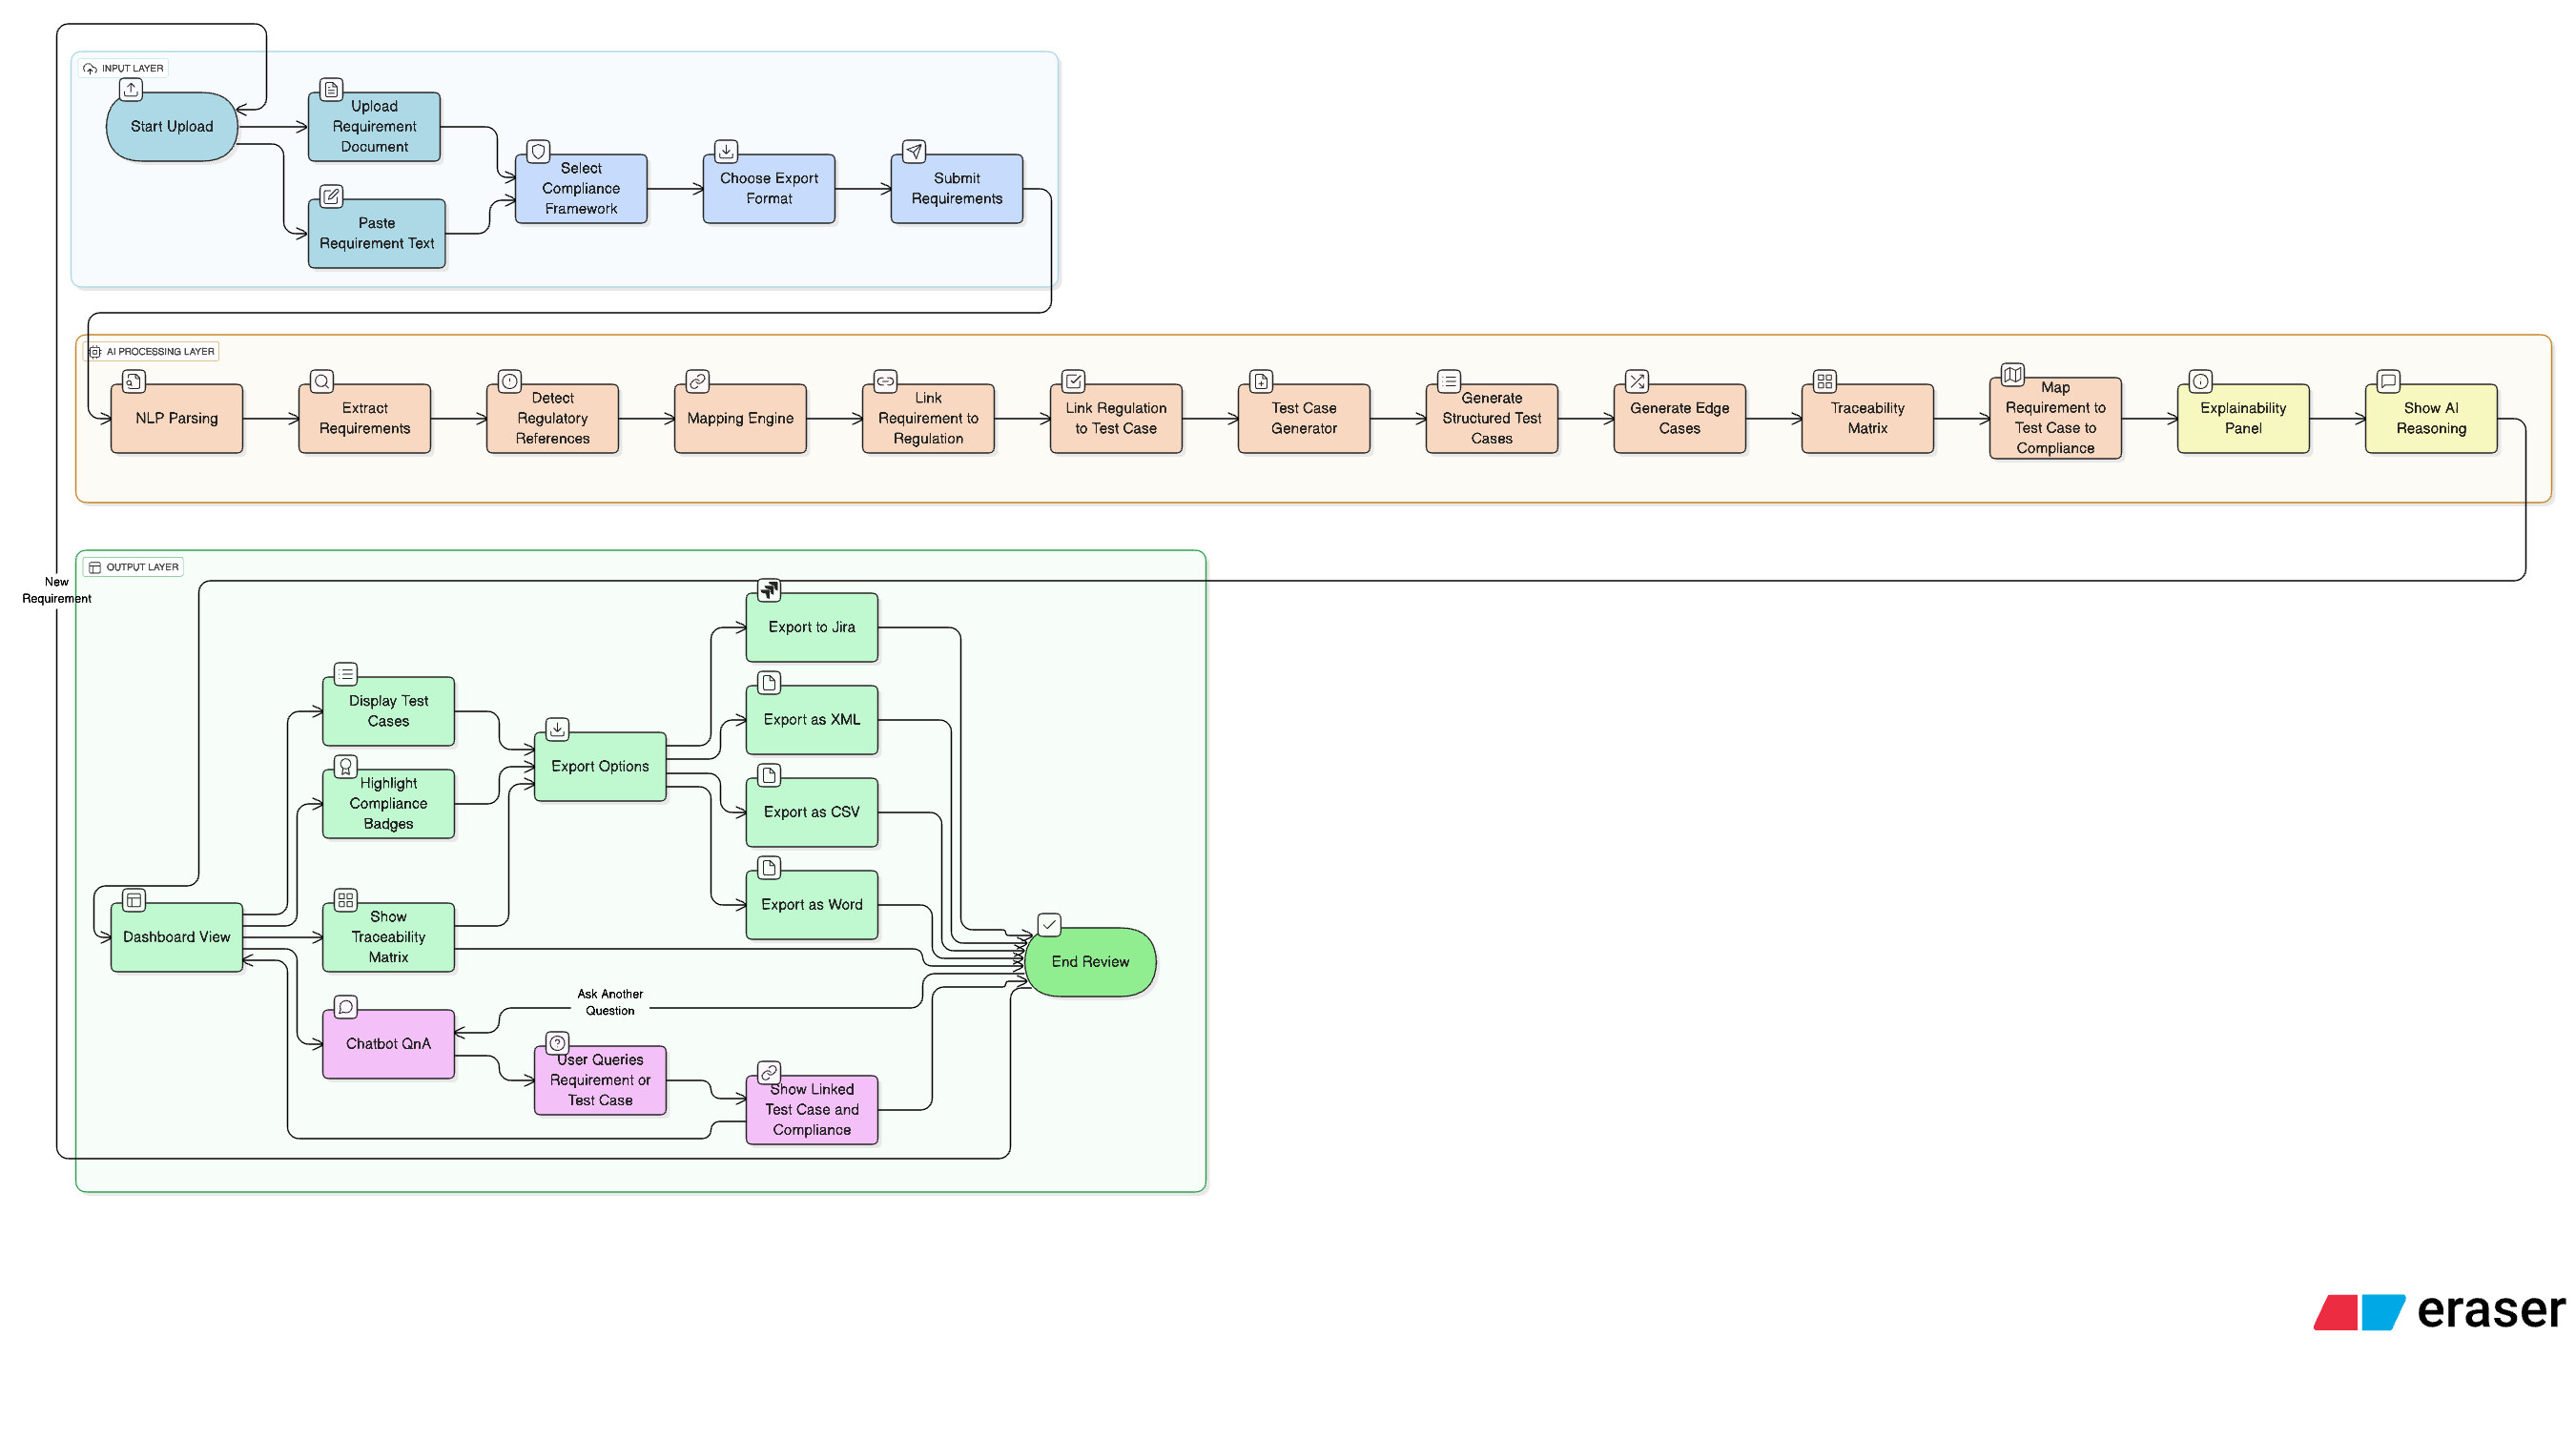 INPUT LAYER
Start Upload
Upload
Requirement
Document
Paste
Requirement Text
Select
Compliance
Framework
Choose Export
Format
Submit
Requirements
AI PROCESSING LAYER
NLP Parsing
Extract
Requirements
Detect
Regulatory
References
Mapping Engine
Link
Requirement to
Regulation
Link Regulation
to Test Case
Test Case
Generator
Generate
Structured Test
Cases
Generate Edge
Cases
Traceability
Matrix
Map
Requirement to
Test Case to
Compliance
Explainability
Panel
Show AI
Reasoning
New
Requirement
OUTPUT LAYER
Dashboard View
Display Test
Cases
Highlight
Compliance
Badges
Show
Traceability
Matrix
Chatbot QnA
Export Options
Ask Another
Question
User Queries
Requirement or
Test Case
Export to Jira
Export as XML
Export as CSV
Export as Word
Show Linked
Test Case and
Compliance
End Review
eraser